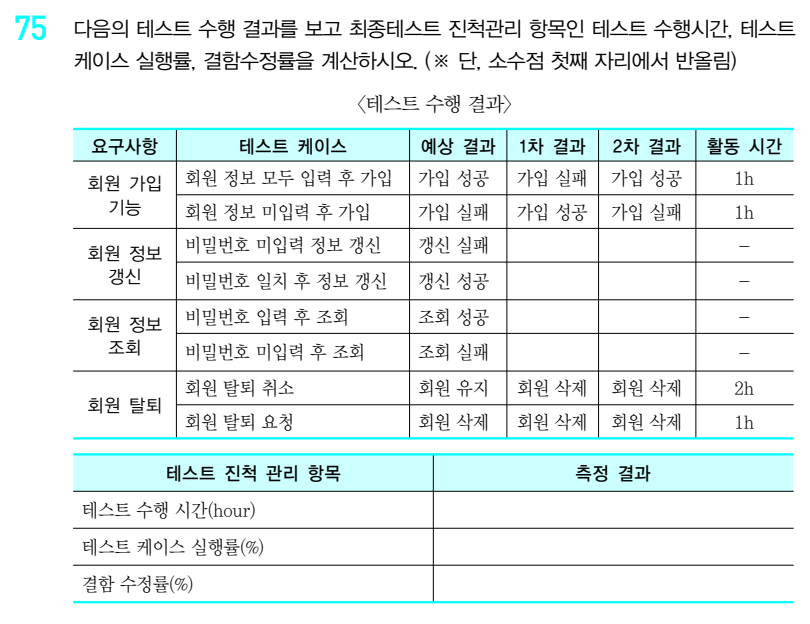 75 다음의 테스트 수행 결과를 보고 최종테스트 진척관리 항목인 테스트 수행시간, 테스트
케이스 실행률, 결함수정률을 계산하시오. (※ 단, 소수점 첫째 자리에서 반올림)
〈테스트 수행 결과〉
요구사항 테스트 케이스 예상 결과 1차 결과 2차 결과 활동 시간
회원 가입 기능 회원 정보 모두 입력 후 가입 가입 성공 가입 실패 가입 성공 1h
회원 정보 미입력 후 가입 가입 실패 가입 성공 가입 실패 1h
회원 정보 갱신 비밀번호 미입력 정보 갱신 갱신 실패 –
비밀번호 일치 후 정보 갱신 갱신 성공 –
회원 정보 조회 비밀번호 입력 후 조회 조회 성공 –
비밀번호 미입력 후 조회 조회 실패 –
회원 탈퇴 회원 탈퇴 취소 회원 유지 회원 삭제 회원 삭제 2h
회원 탈퇴 요청 회원 삭제 회원 삭제 회원 삭제 1h
테스트 진척 관리 항목 측정 결과
테스트 수행 시간(hour)
테스트 케이스 실행률(%)
결함 수정률(%)